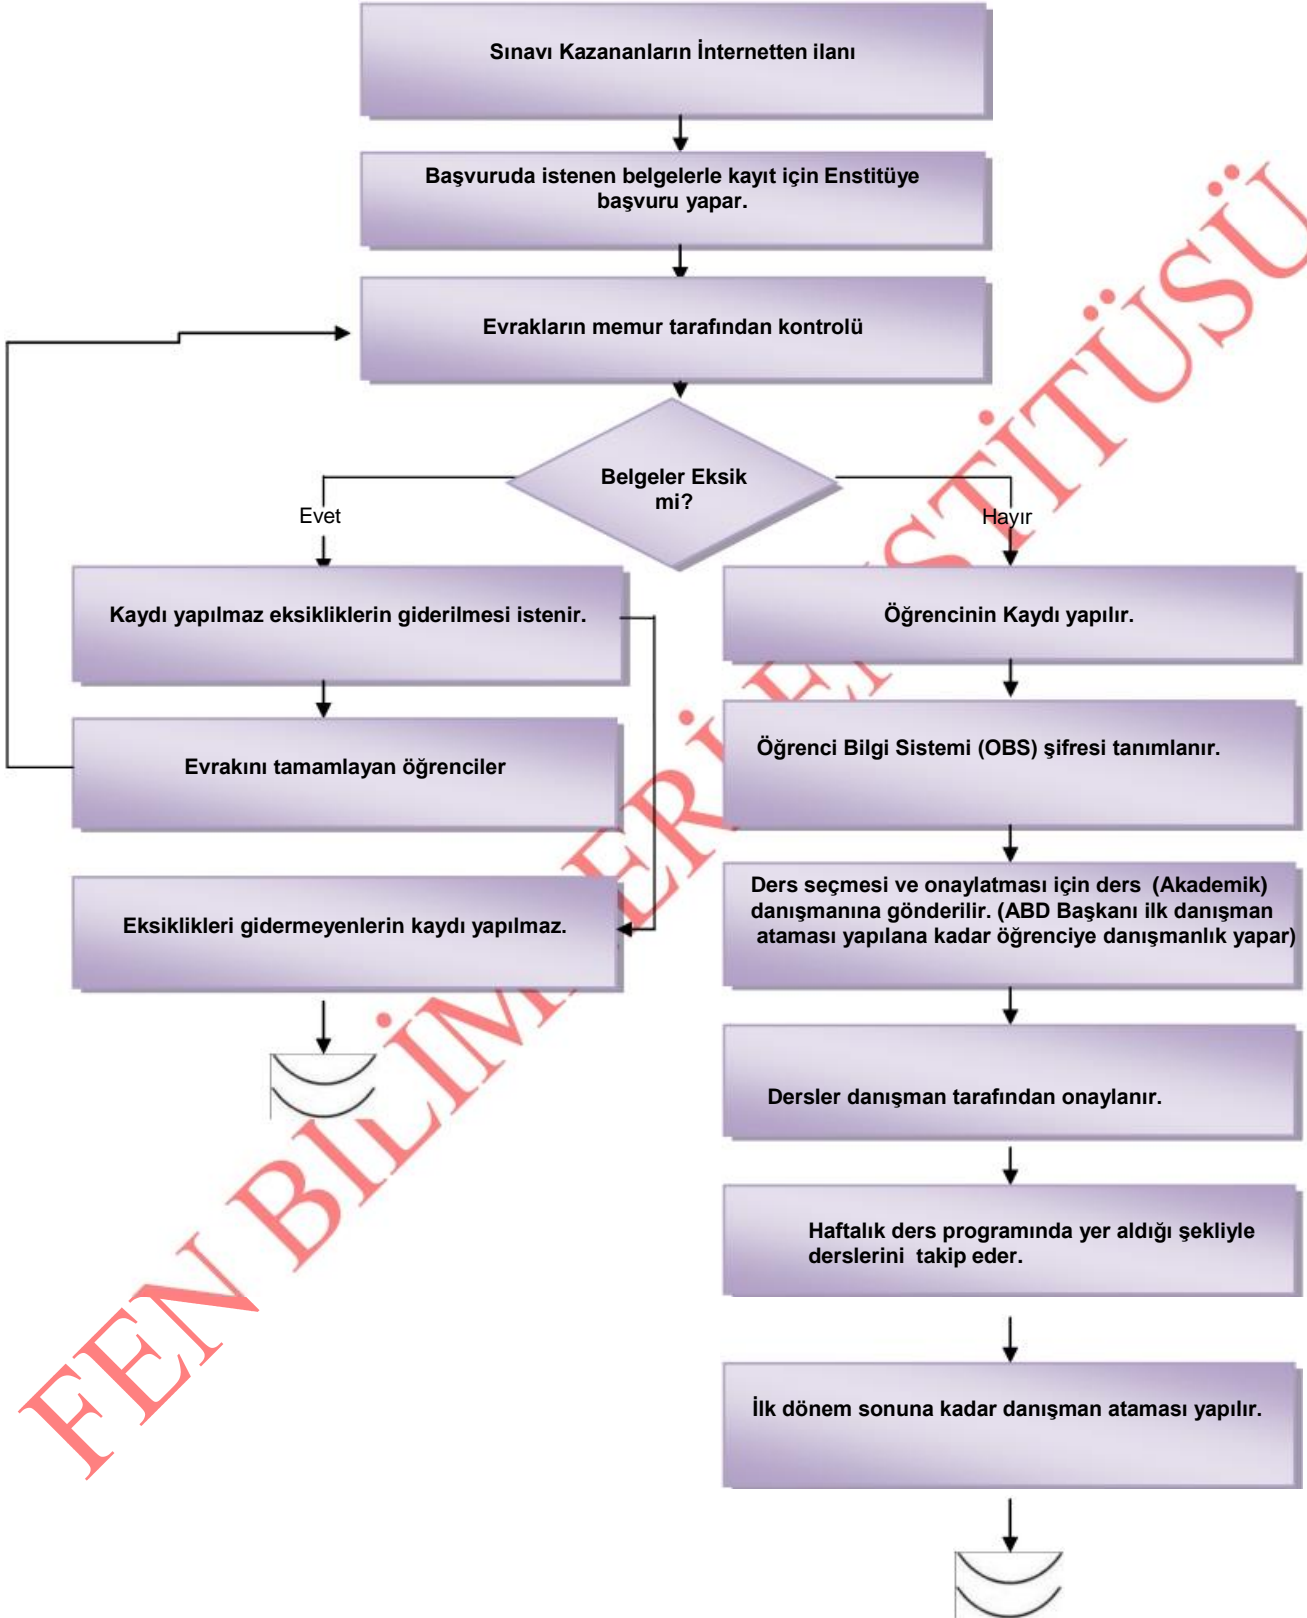 Sınavı Kazananların İnternetten ilanı
Başvuruda istenen belgelerle kayıt için Enstitüye
başvuru yapar.
Evrakların memur tarafından kontrolü
Belgeler Eksik
mi?
Evet
Hayır
Kaydı yapılmaz eksikliklerin giderilmesi istenir.
Evrakını tamamlayan öğrenciler
Eksiklikleri gidermeyenlerin kaydı yapılmaz.
Öğrencinin Kaydı yapılır.
Öğrenci Bilgi Sistemi (OBS) şifresi tanımlanır.
Ders seçmesi ve onaylatması için ders (Akademik)
danışmanına gönderilir. (ABD Başkanı ilk danışman
ataması yapılana kadar öğrenciye danışmanlık yapar)
Dersler danışman tarafından onaylanır.
Haftalık ders programında yer aldığı şekliyle
derslerini takip eder.
İlk dönem sonuna kadar danışman ataması yapılır.
FEN BİLİMLERİ ENSTİTÜSÜ